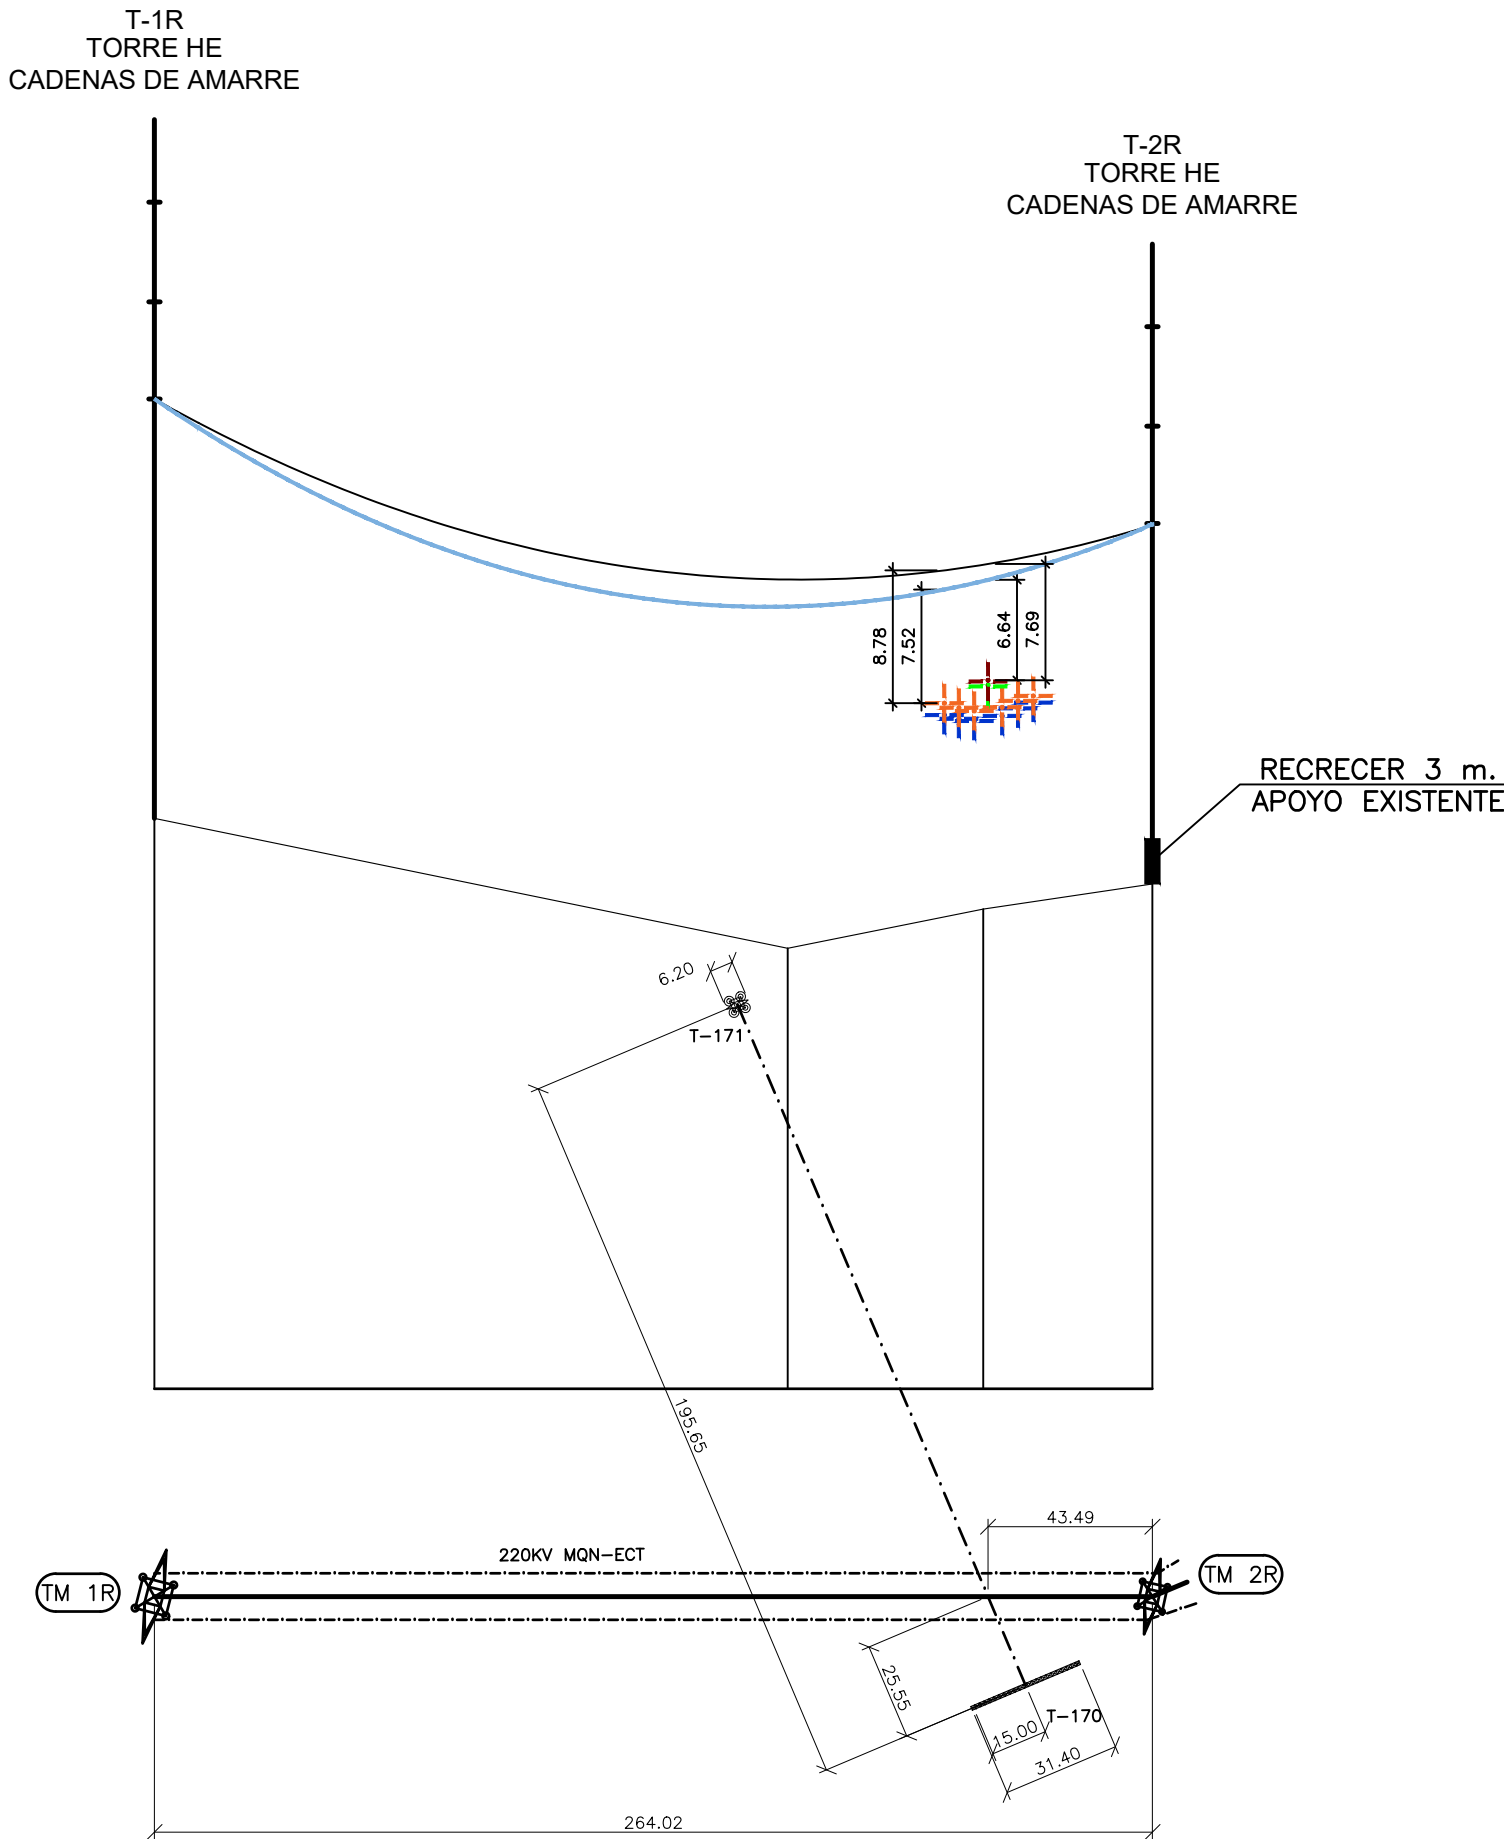 T-1R
TORRE HE
CADENAS DE AMARRE
T-2R
TORRE HE
CADENAS DE AMARRE
8.78
7.52
6.64
7.69
RECRECER 3 m.
APOYO EXISTENTE
6.20
T-171
195.65
43.49
220KV MQN-ECT
TM 1R
TM 2R
25.55
T-170
15.00
31.40
264.02